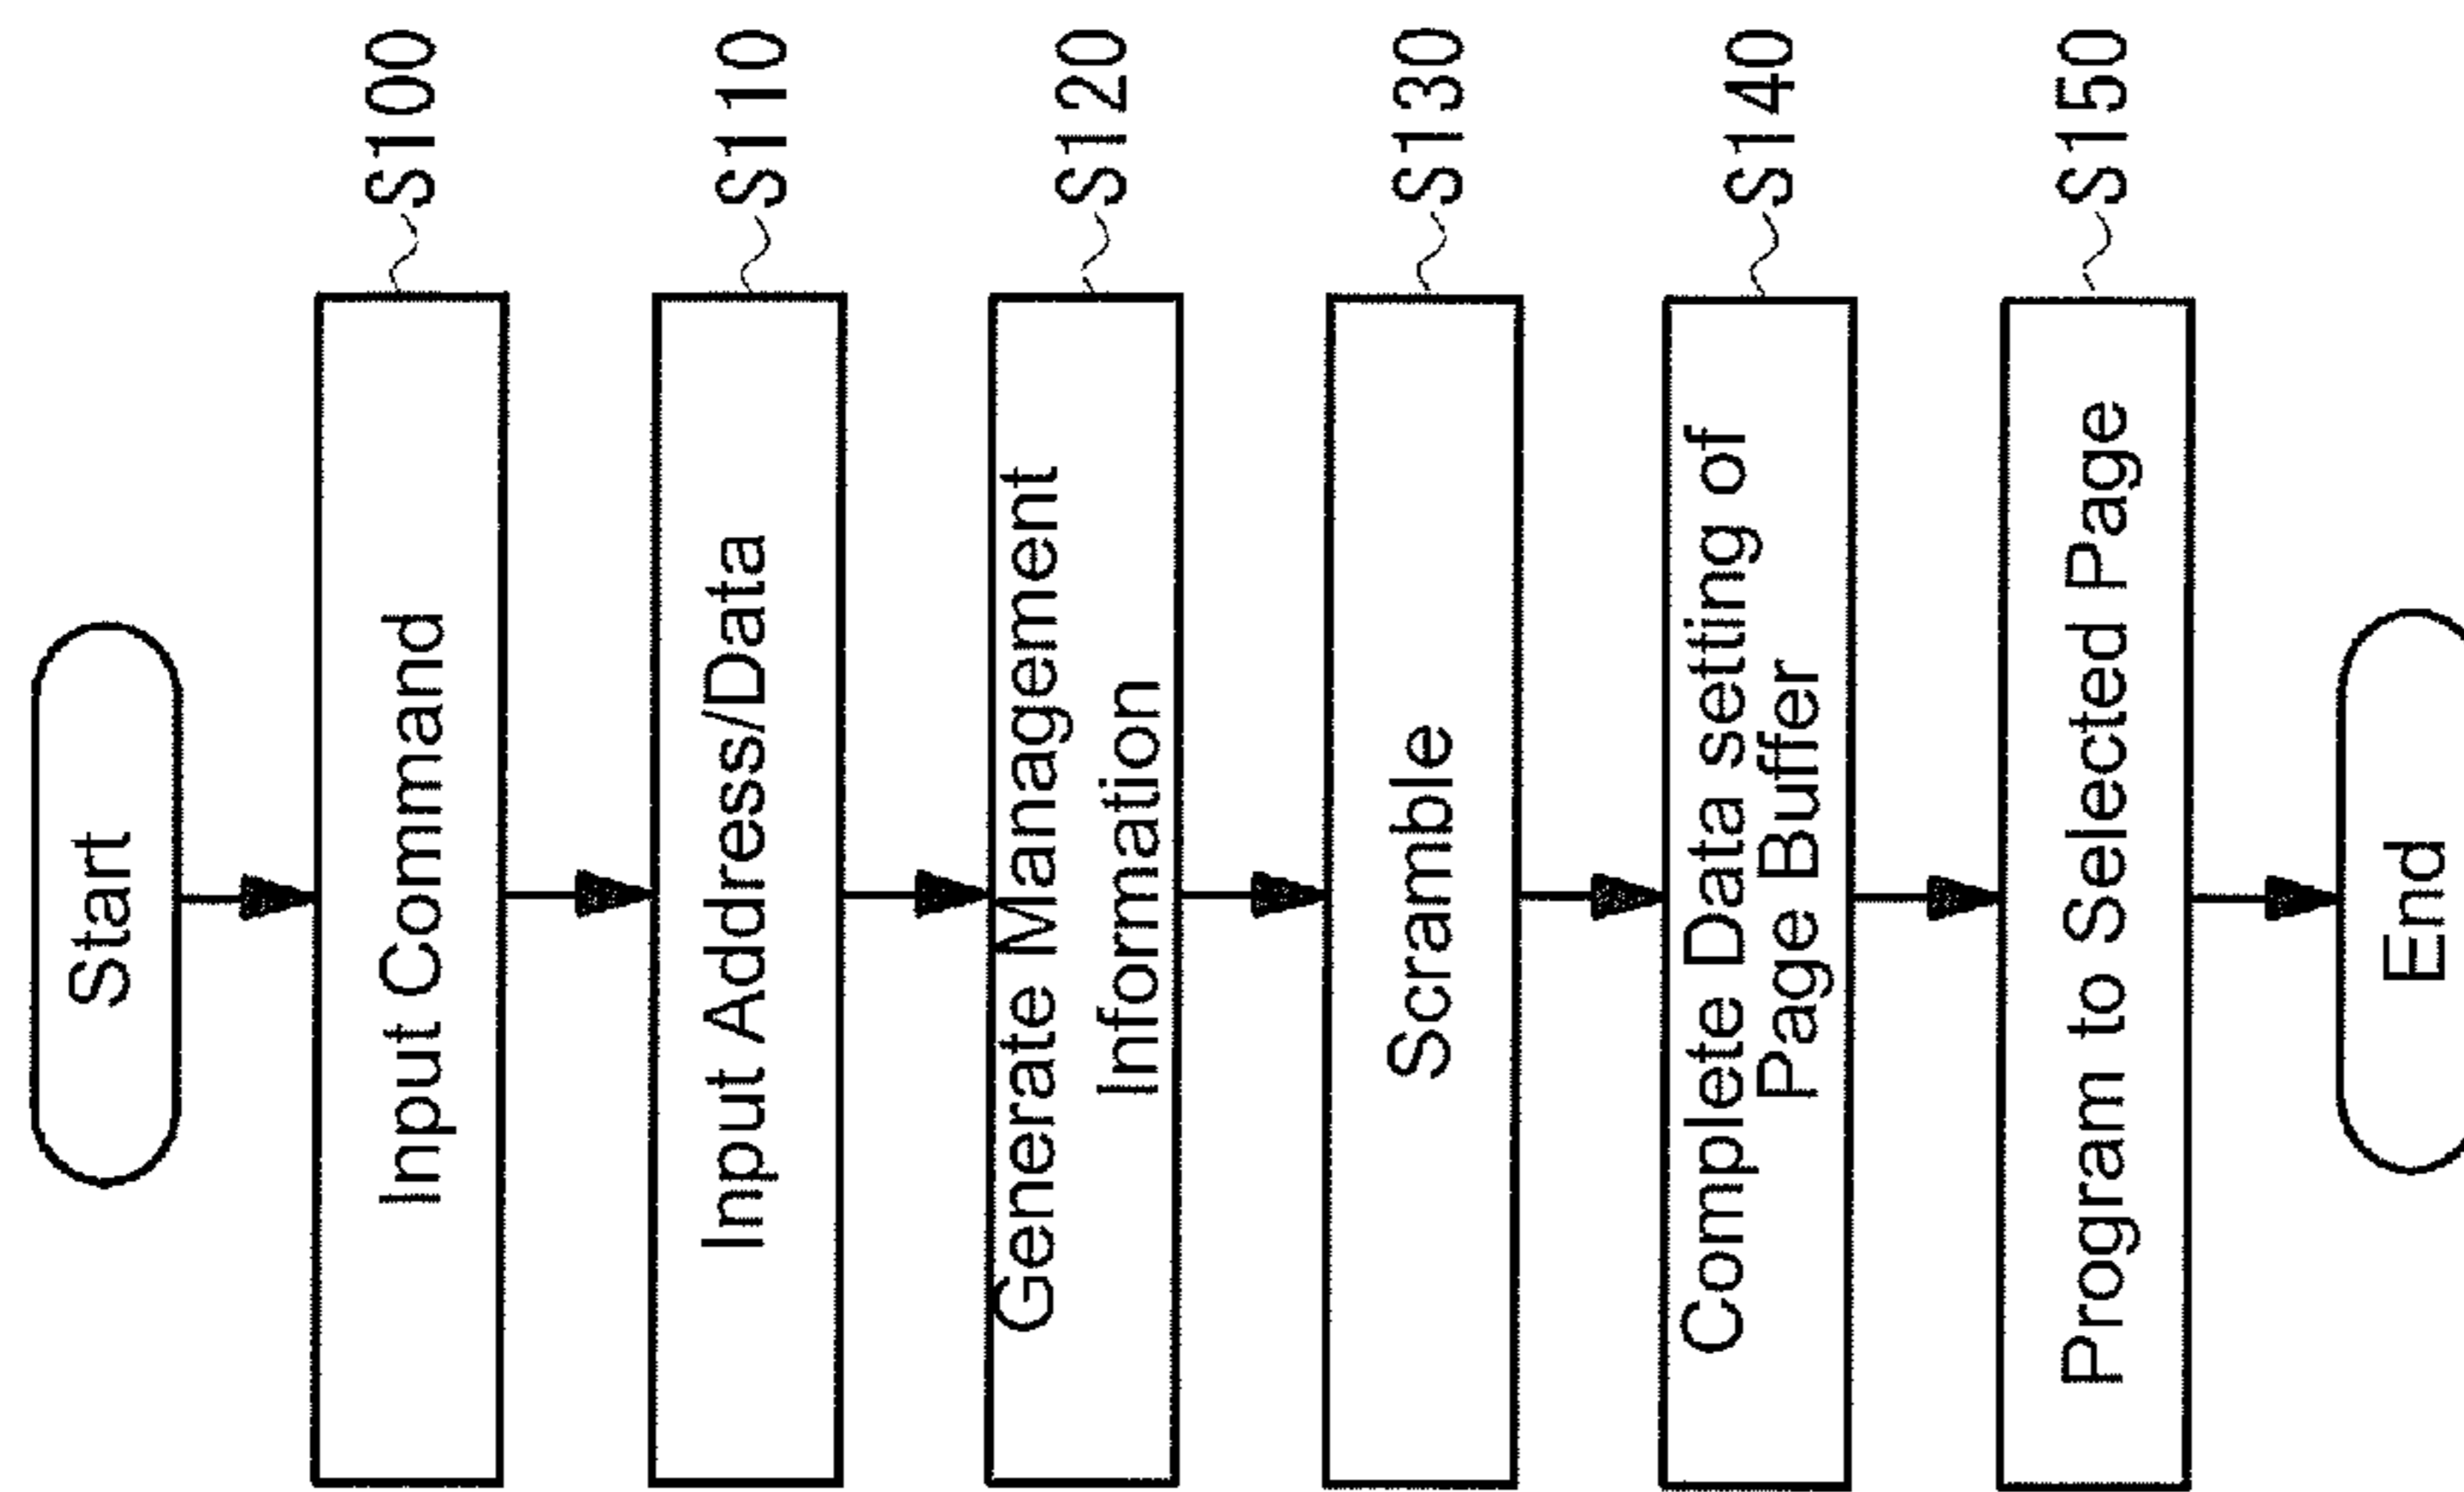 Start
Input Command
S100
Input Address/Data
S110
Generate Management
Information
S120
Scramble
S130
Complete Data setting of
Page Buffer
S140
Program to Selected Page
S150
End